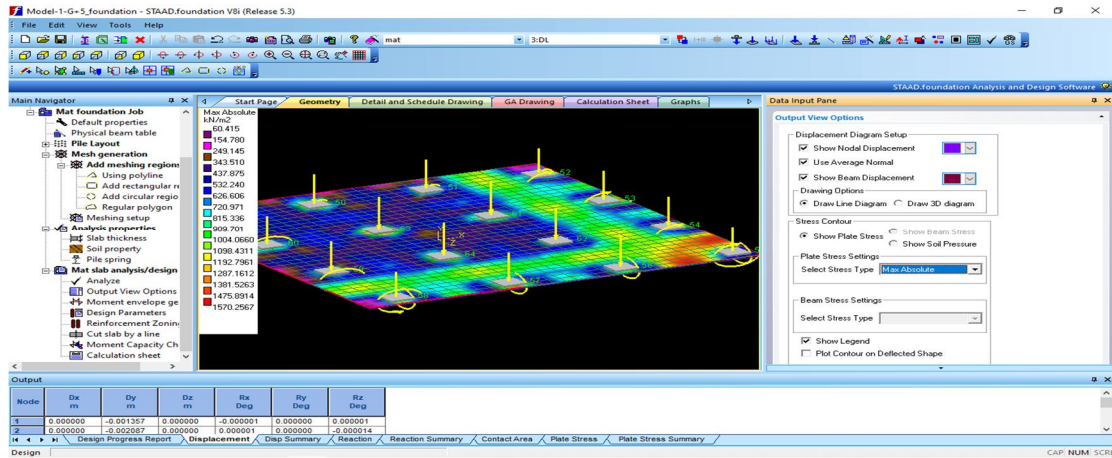 Model-1-G+5_foundation - STAAD.foundation V8i (Release 5.3)
File Edit View Tools Help
mat 3:DL
STAAD.foundation Analysis and Design Software
Main Navigator
Mat foundation Job
Default properties
Physical beam table
Pile Layout
Mesh generation
Add meshing regions
Using polyline
Add rectangular re
Add circular regio
Regular polygon
Meshing setup
Analysis properties
Slab thickness
Soil property
Pile spring
Mat slab analysis/design
Analyze
Output View Options
Moment envelope ge
Design Parameters
Reinforcement Zoning
Cut slab by a line
Moment Capacity Ch
Calculation sheet
Start Page Geometry Detail and Schedule Drawing GA Drawing Calculation Sheet Graphs
Max Absolute
kN/m2
60.415
154.780
249.145
343.510
437.875
532.240
626.606
720.971
815.336
909.701
1004.0660
1098.4311
1192.7961
1287.1612
1381.5263
1475.8914
1570.2567
50
51
53
54
60
64
Data Input Pane
Output View Options
Displacement Diagram Setup
Show Nodal Displacement
Use Average Normal
Show Beam Displacement
Drawing Options
Draw Line Diagram Draw 3D diagram
Stress Contour
Show Plate Stress Show Beam Stress
Show Soil Pressure
Plate Stress Settings
Select Stress Type Max Absolute
Beam Stress Settings
Select Stress Type
Show Legend
Plot Contour on Deflected Shape
Output
Node Dx m Dy m Dz m Rx Deg Ry Deg Rz Deg
1 0.000000 -0.001357 0.000000 -0.000001 0.000000 0.000001
2 0.000000 -0.002087 0.000000 0.000001 0.000000 -0.000014
Design Progress Report Displacement Disp Summary Reaction Reaction Summary Contact Area Plate Stress Plate Stress Summary
Design CAP NUM SCRI